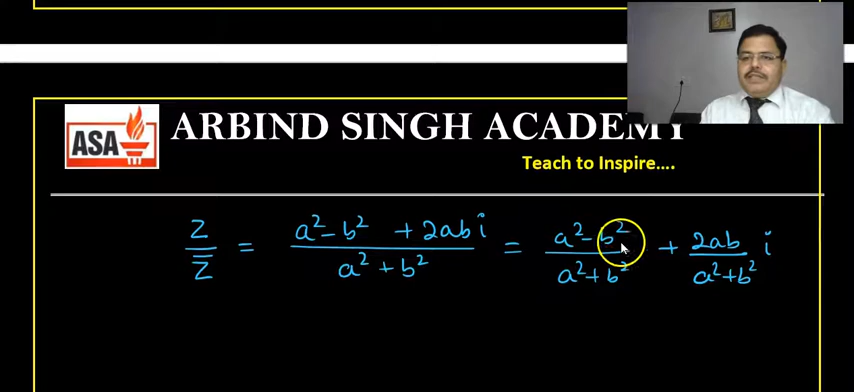 ASA
ARBIND SINGH ACADEMY
Teach to Inspire....
z/z̅ = (a² − b² + 2ab i)/(a² + b²) = (a² − b²)/(a² + b²) + 2ab/(a² + b²) i